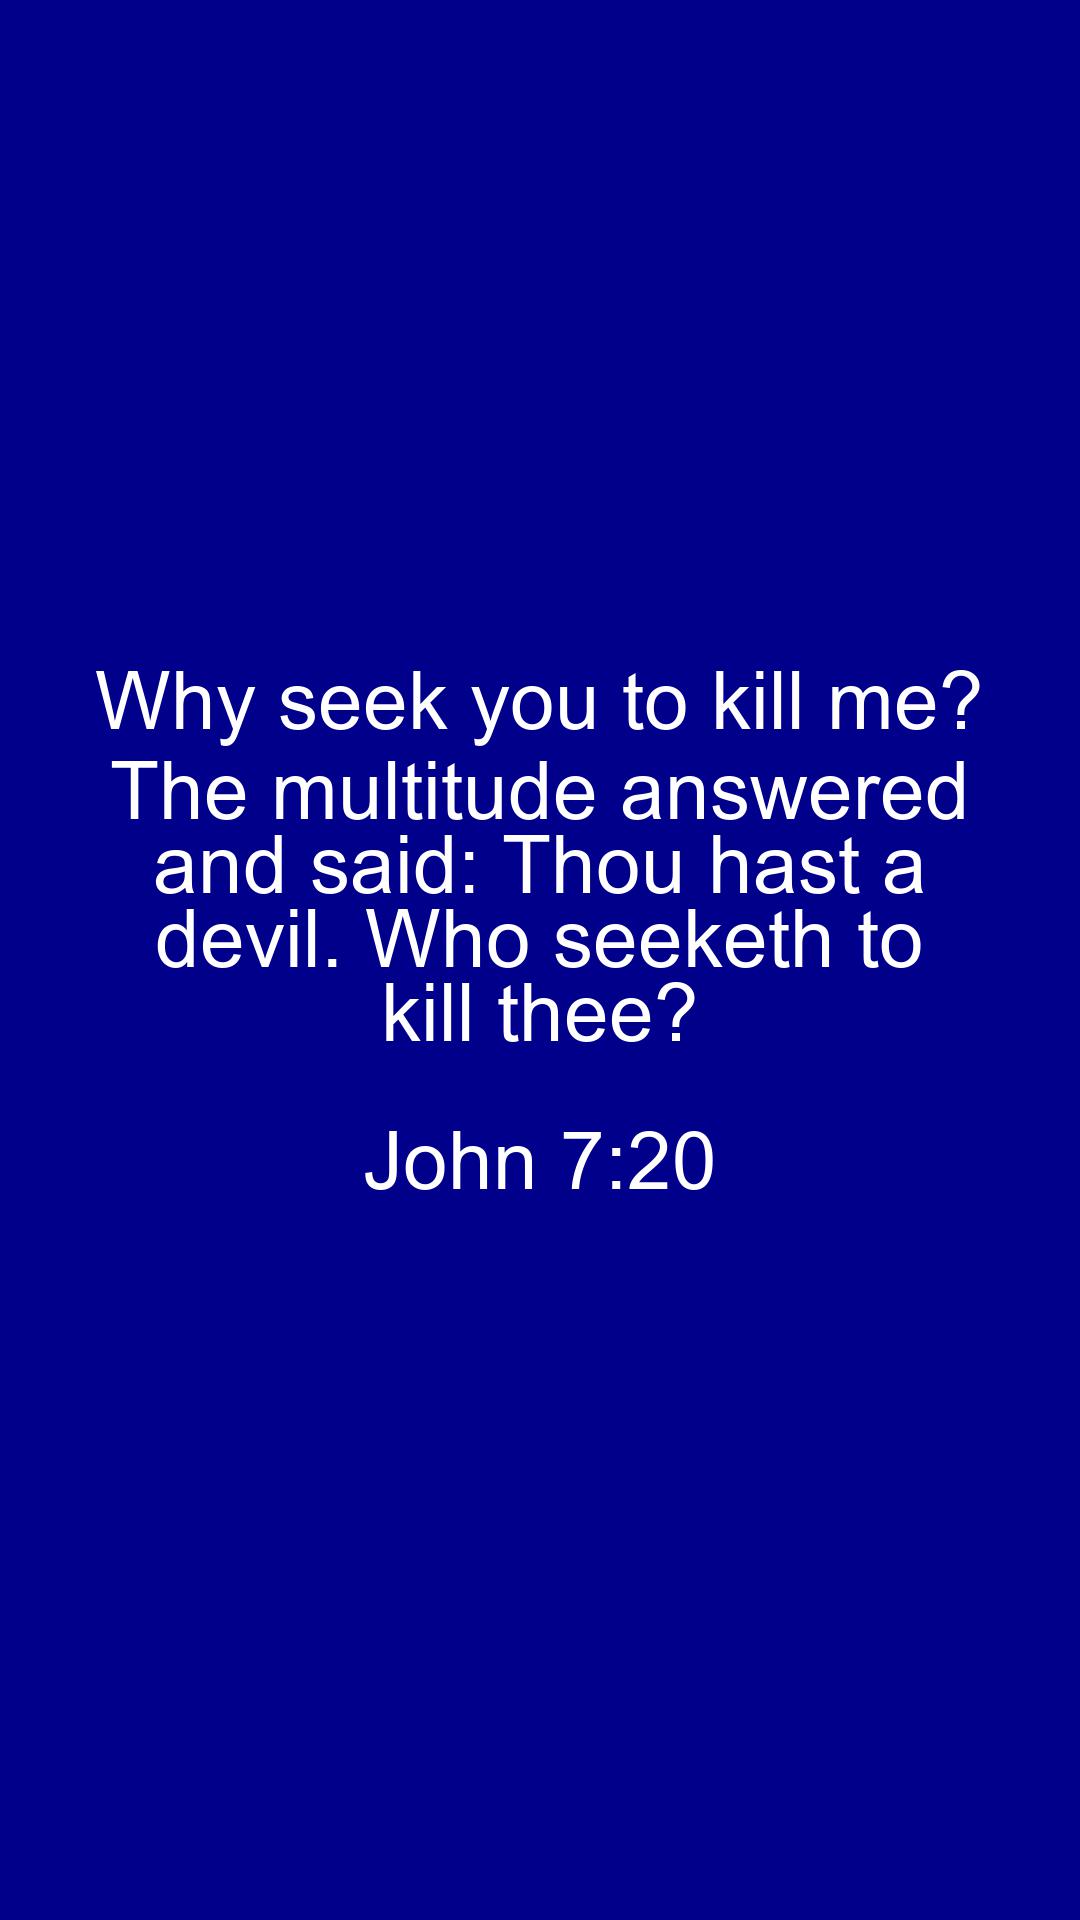 Why seek you to kill me?
The multitude answered
and said: Thou hast a
devil. Who seeketh to
kill thee?
John 7:20